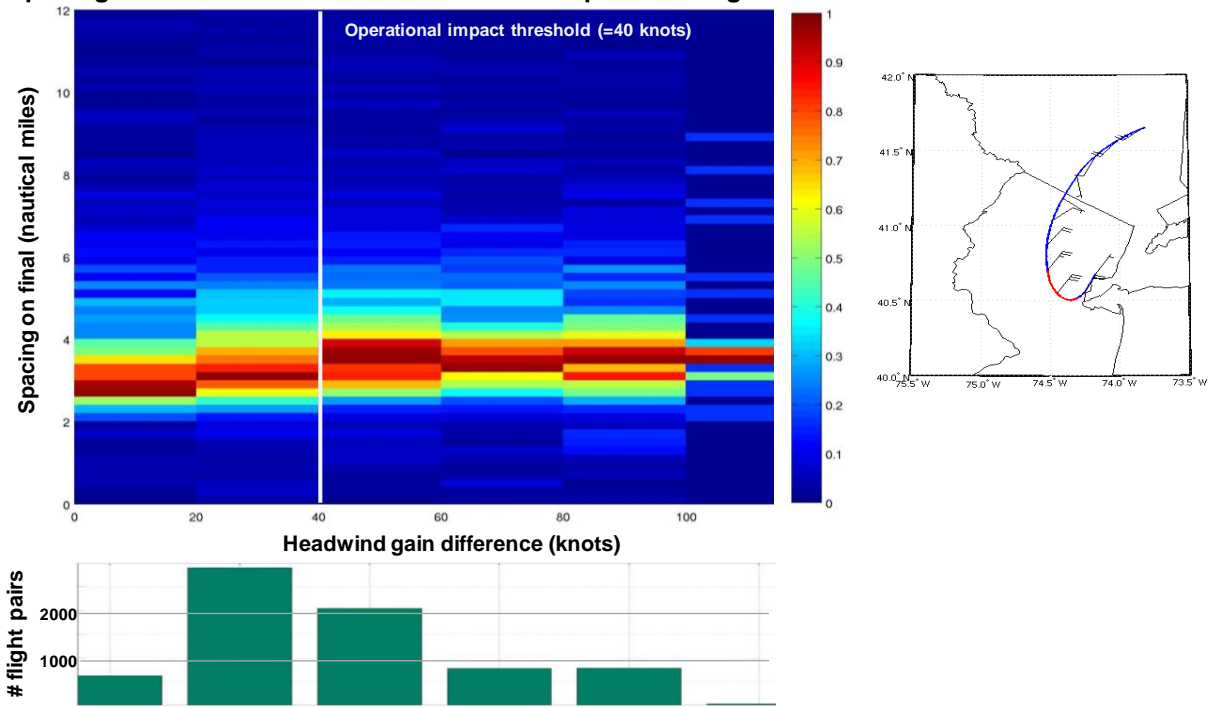 Operational impact threshold (=40 knots)
Spacing on final (nautical miles)
12
10
8
6
4
2
0
0
20
40
60
80
100
Headwind gain difference (knots)
1
0.9
0.8
0.7
0.6
0.5
0.4
0.3
0.2
0.1
0
42.0° N
41.5° N
41.0° N
40.5° N
40.0° N
75.5° W
75.0° W
74.5° W
74.0° W
73.5° W
# flight pairs
2000
1000